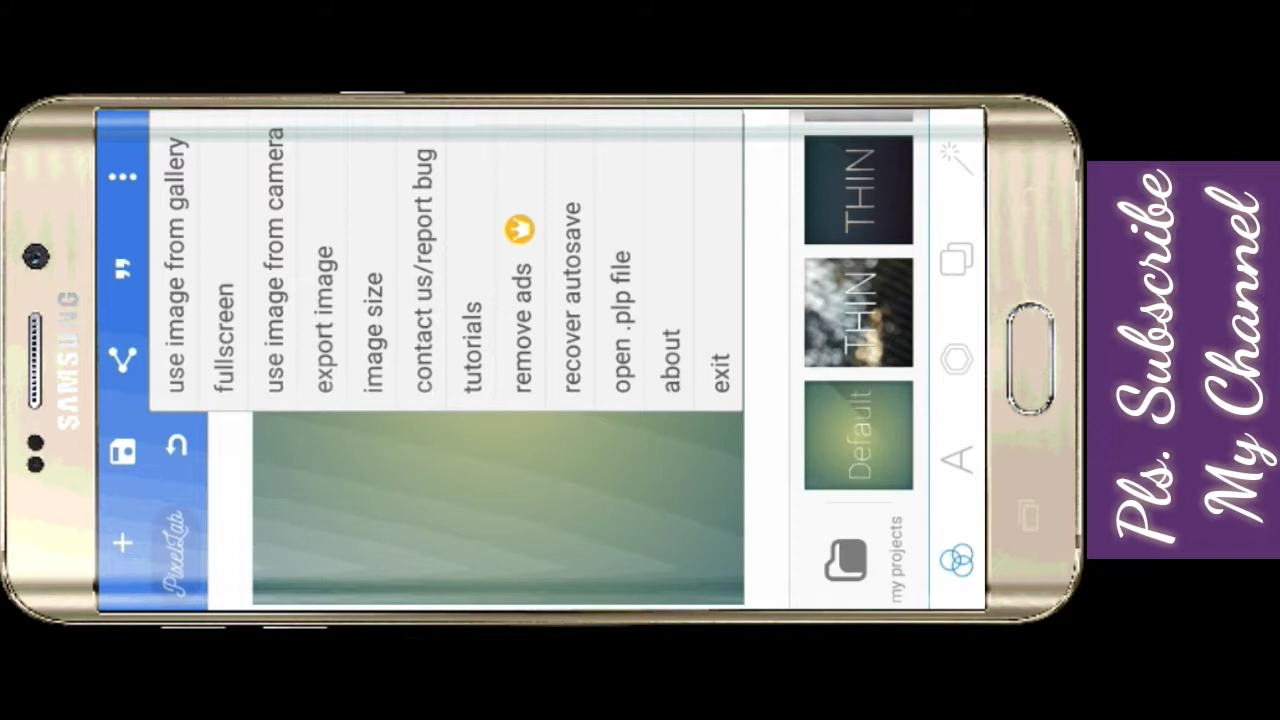 SAMSUNG
PixelLab
use image from gallery
fullscreen
use image from camera
export image
image size
contact us/report bug
tutorials
remove ads
recover autosave
open .plp file
about
exit
my projects
Default
THIN
THIN
A
Pls. Subscribe
My Channel